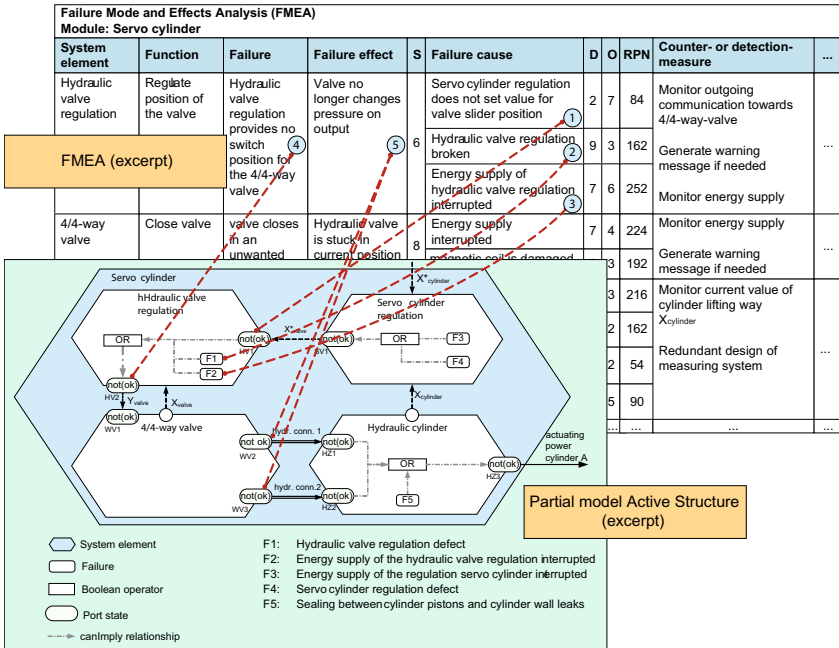 Failure Mode and Effects Analysis (FMEA)
Module: Servo cylinder
...
System element
Function
Failure
Failure effect
S
Failure cause
D
O
RPN
Counter- or detection-measure
...
Hydraulic
valve
regulation
Regulate
position of
the valve
Hydraulic
valve
regulation
provides no
switch
position for
the 4/4-way
valve
4
Valve no
longer changes
pressure on
output
5
6
Servo cylinder regulation
does not set value for
valve slider position
1
2
7
84
Hydraulic valve regulation
broken
2
9
3
162
Energy supply of
hydraulic valve regulation
interrupted
3
7
6
252
Monitor outgoing
communication towards
4/4-way-valve
Generate warning
message if needed
Monitor energy supply
...
4/4-way
valve
Close valve
valve closes
in an
unwanted
Hydraulic valve
is stuck in
current position
8
Energy supply
interrupted
7
4
224
magnetic coil is damaged
3
192
Monitor energy supply
Generate warning
message if needed
...
3
216
2
162
2
54
5
90
Monitor current value of
cylinder lifting way
Xcylinder
Redundant design of
measuring system
...
...
...
...
...
...
FMEA (excerpt)
Servo cylinder
hHdraulic valve
regulation
OR
F1
F2
not(ok)
HV1
not(ok)
HV2
X*valve
X*cylinder
Servo cylinder
regulation
not(ok)
SV1
OR
F3
F4
Yvalve
Xvalve
Xcylinder
not(ok)
WV1
4/4-way valve
not ok)
WV2
not(ok)
WV3
hydr. conn. 1
hydr. conn.2
Hydraulic cylinder
not(ok)
HZ1
not(ok)
HZ2
OR
F5
not(ok)
HZ3
actuating
power
cylinder A
Partial model Active Structure
(excerpt)
System element
Failure
Boolean operator
Port state
canImply relationship
F1: Hydraulic valve regulation defect
F2: Energy supply of the hydraulic valve regulation interrupted
F3: Energy supply of the regulation servo cylinder interrupted
F4: Servo cylinder regulation defect
F5: Sealing between cylinder pistons and cylinder wall leaks